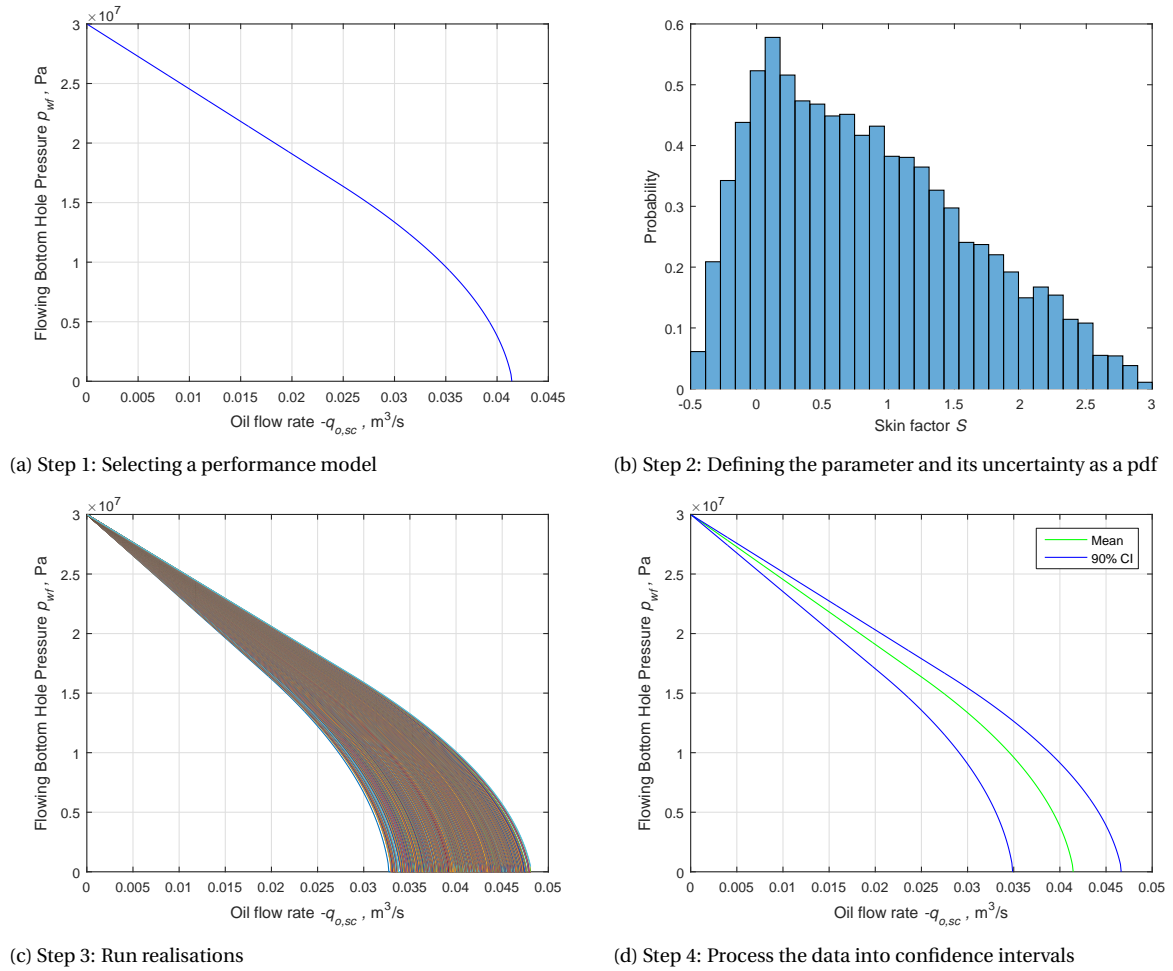 ×10^7
3
2.5
2
1.5
1
0.5
0
Flowing Bottom Hole Pressure p_wf , Pa
0 0.005 0.01 0.015 0.02 0.025 0.03 0.035 0.04 0.045
Oil flow rate -q_o,sc , m^3/s
(a) Step 1: Selecting a performance model
0.6
0.5
0.4
0.3
0.2
0.1
0
Probability
-0.5 0 0.5 1 1.5 2 2.5 3
Skin factor S
(b) Step 2: Defining the parameter and its uncertainty as a pdf
×10^7
3
2.5
2
1.5
1
0.5
0
Flowing Bottom Hole Pressure p_wf, Pa
0 0.005 0.01 0.015 0.02 0.025 0.03 0.035 0.04 0.045 0.05
Oil flow rate -q_o,sc , m^3/s
(c) Step 3: Run realisations
×10^7
3
2.5
2
1.5
1
0.5
0
Flowing Bottom Hole Pressure p_wf, Pa
Mean
90% CI
0 0.005 0.01 0.015 0.02 0.025 0.03 0.035 0.04 0.045 0.05
Oil flow rate -q_o,sc , m^3/s
(d) Step 4: Process the data into confidence intervals